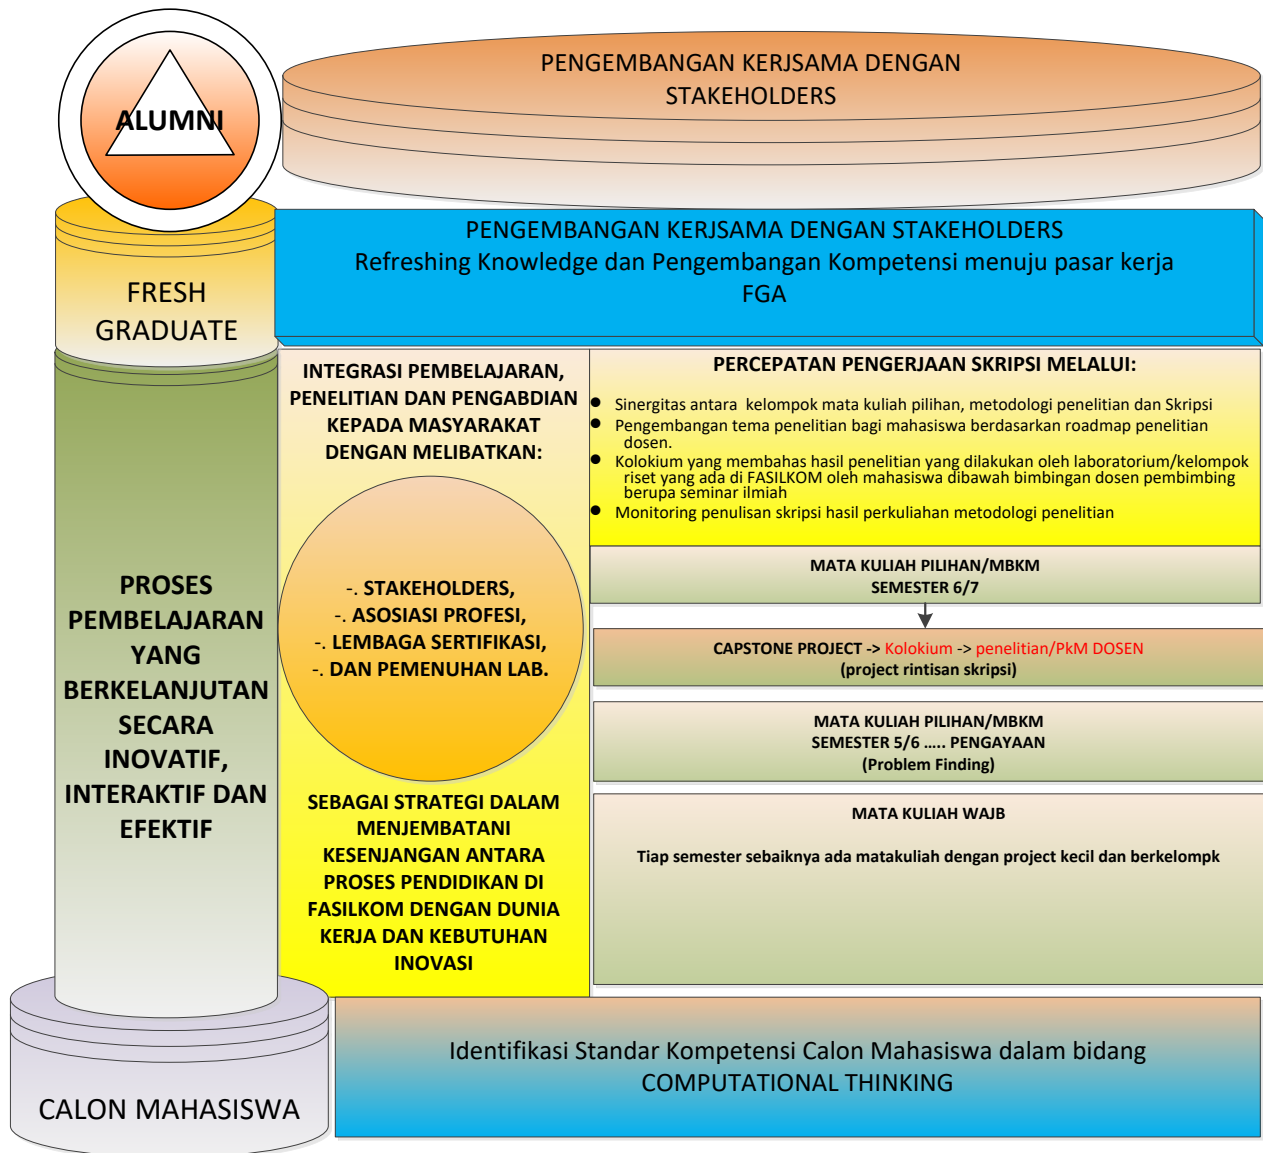 ALUMNI
PENGEMBANGAN KERJSAMA DENGAN
STAKEHOLDERS
FRESH
GRADUATE
PENGEMBANGAN KERJSAMA DENGAN STAKEHOLDERS
Refreshing Knowledge dan Pengembangan Kompetensi menuju pasar kerja
FGA
PROSES
PEMBELAJARAN
YANG
BERKELANJUTAN
SECARA
INOVATIF,
INTERAKTIF DAN
EFEKTIF
INTEGRASI PEMBELAJARAN,
PENELITIAN DAN PENGABDIAN
KEPADA MASYARAKAT
DENGAN MELIBATKAN:
-. STAKEHOLDERS,
-. ASOSIASI PROFESI,
-. LEMBAGA SERTIFIKASI,
-. DAN PEMENUHAN LAB.
SEBAGAI STRATEGI DALAM
MENJEMBATANI
KESENJANGAN ANTARA
PROSES PENDIDIKAN DI
FASILKOM DENGAN DUNIA
KERJA DAN KEBUTUHAN
INOVASI
PERCEPATAN PENGERJAAN SKRIPSI MELALUI:
● Sinergitas antara kelompok mata kuliah pilihan, metodologi penelitian dan Skripsi
● Pengembangan tema penelitian bagi mahasiswa berdasarkan roadmap penelitian
dosen.
● Kolokium yang membahas hasil penelitian yang dilakukan oleh laboratorium/kelompok
riset yang ada di FASILKOM oleh mahasiswa dibawah bimbingan dosen pembimbing
berupa seminar ilmiah
● Monitoring penulisan skripsi hasil perkuliahan metodologi penelitian
MATA KULIAH PILIHAN/MBKM
SEMESTER 6/7
CAPSTONE PROJECT -> Kolokium -> penelitian/PkM DOSEN
(project rintisan skripsi)
MATA KULIAH PILIHAN/MBKM
SEMESTER 5/6 ..... PENGAYAAN
(Problem Finding)
MATA KULIAH WAJB
Tiap semester sebaiknya ada matakuliah dengan project kecil dan berkelompk
CALON MAHASISWA
Identifikasi Standar Kompetensi Calon Mahasiswa dalam bidang
COMPUTATIONAL THINKING